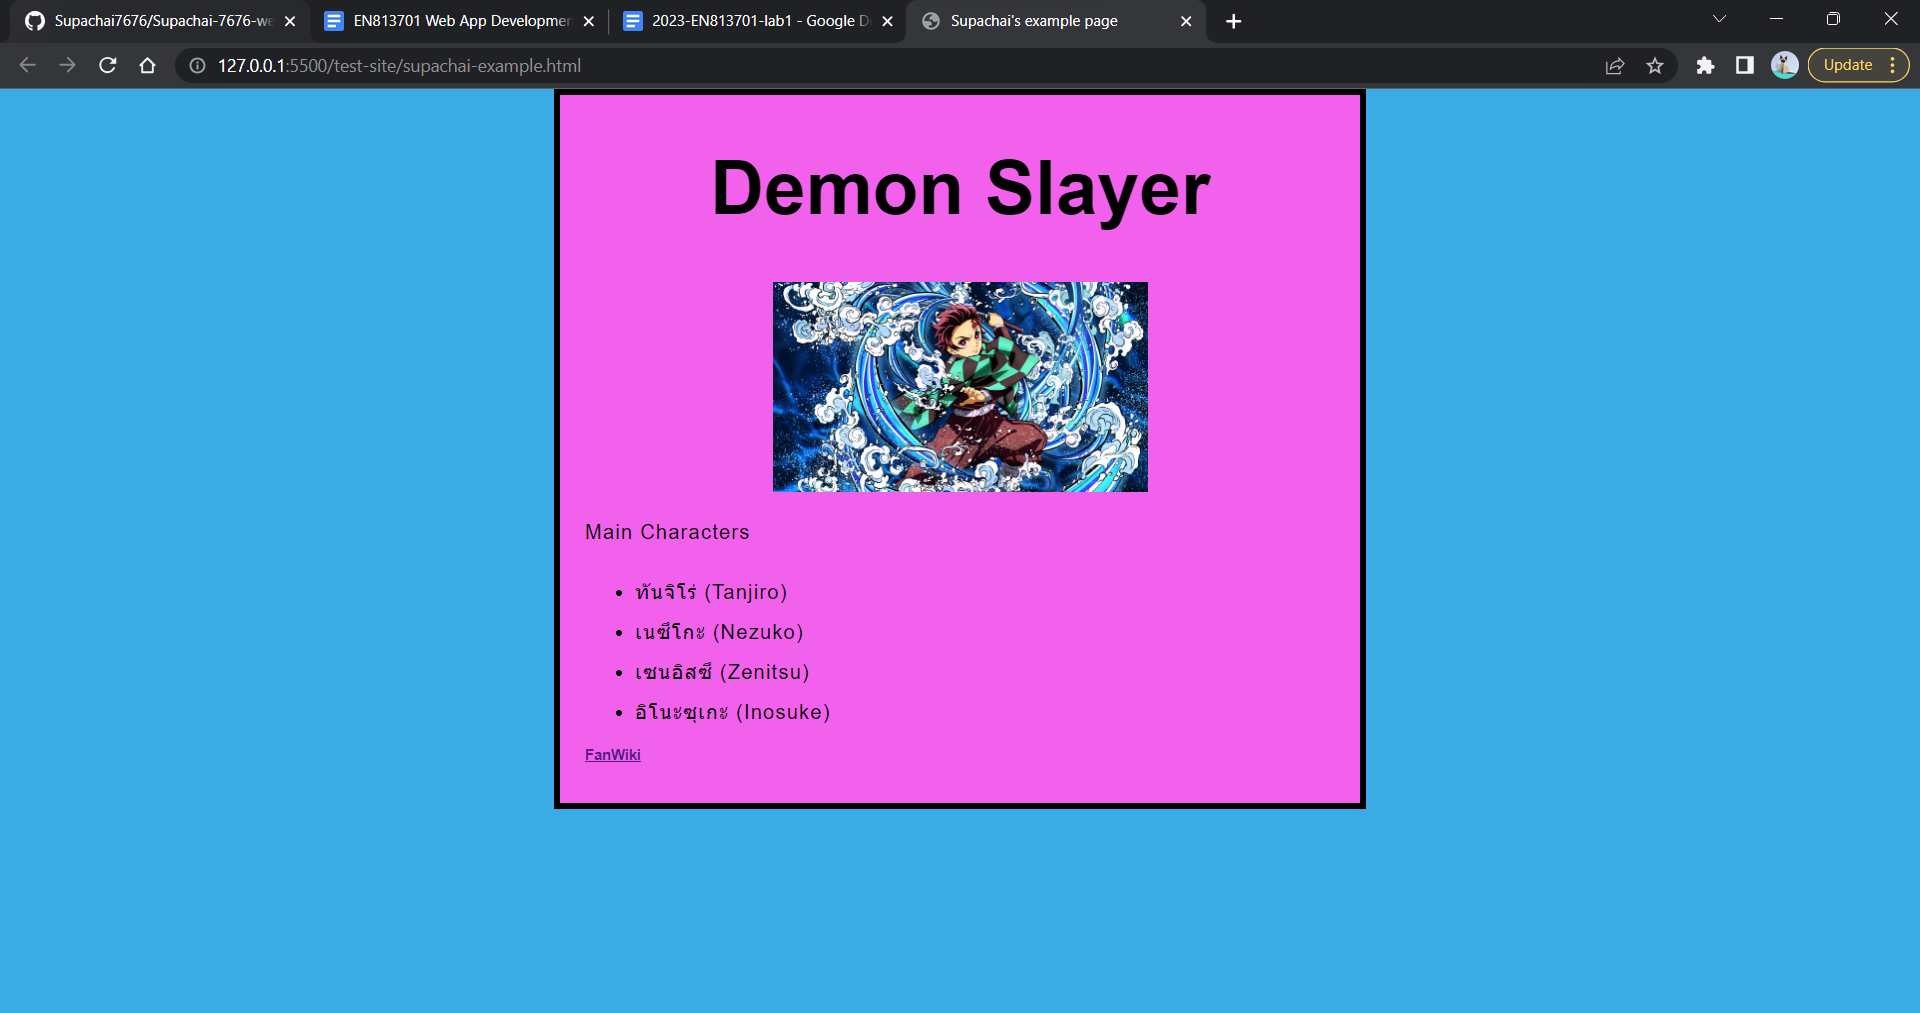 Supachai7676/Supachai-7676-we
EN813701 Web App Developmen
2023-EN813701-lab1 - Google D
Supachai's example page
127.0.0.1:5500/test-site/supachai-example.html
Update
Demon Slayer
Main Characters
• ทันจิโร่ (Tanjiro)
• เนซึโกะ (Nezuko)
• เซนอิสซึ (Zenitsu)
• อิโนะซุเกะ (Inosuke)
FanWiki